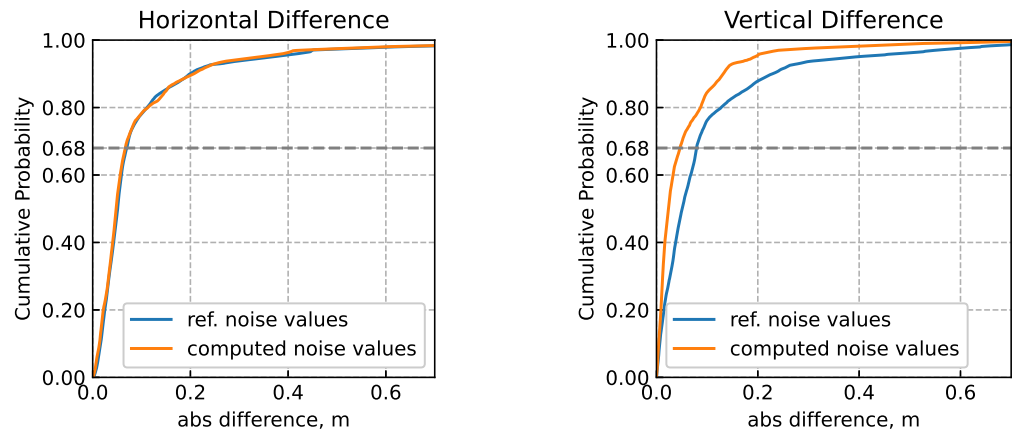 Horizontal Difference
Cumulative Probability
1.00
0.80
0.68
0.60
0.40
0.20
0.00
ref. noise values
computed noise values
0.0 0.2 0.4 0.6
abs difference, m
Vertical Difference
Cumulative Probability
1.00
0.80
0.68
0.60
0.40
0.20
0.00
ref. noise values
computed noise values
0.0 0.2 0.4 0.6
abs difference, m